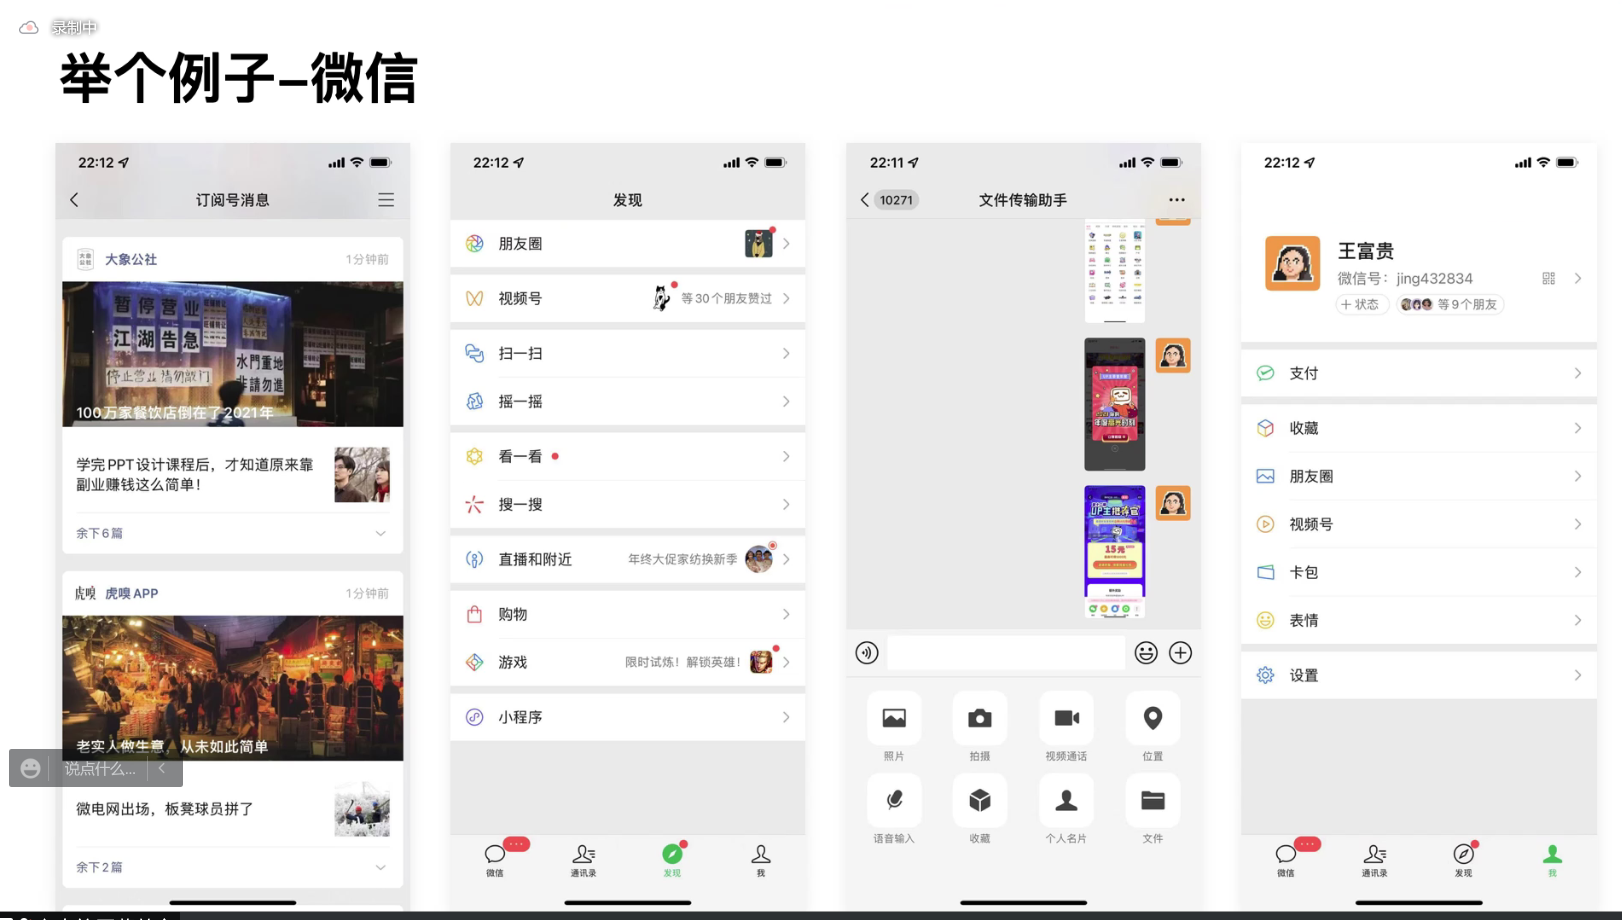 录制中
举个例子-微信
22:12
订阅号消息
大象公社
1分钟前
暂停营业
江湖告急
水門重地
非請勿進
100万家餐饮店倒在了2021年
学完PPT设计课程后，才知道原来靠
副业赚钱这么简单！
余下6篇
虎嗅APP
1分钟前
老实人做生意，从未如此简单
说点什么...
微电网出场，板凳球员拼了
余下2篇
22:12
发现
朋友圈
视频号
等30个朋友赞过
扫一扫
摇一摇
看一看
搜一搜
直播和附近
年终大促家纺换新季
购物
游戏
限时试炼！解锁英雄！
小程序
微信
通讯录
发现
我
22:11
10271
文件传输助手
15元
照片
拍摄
视频通话
位置
语音输入
收藏
个人名片
文件
22:12
王富贵
微信号：jing432834
+ 状态
等9个朋友
支付
收藏
朋友圈
视频号
卡包
表情
设置
微信
通讯录
发现
我